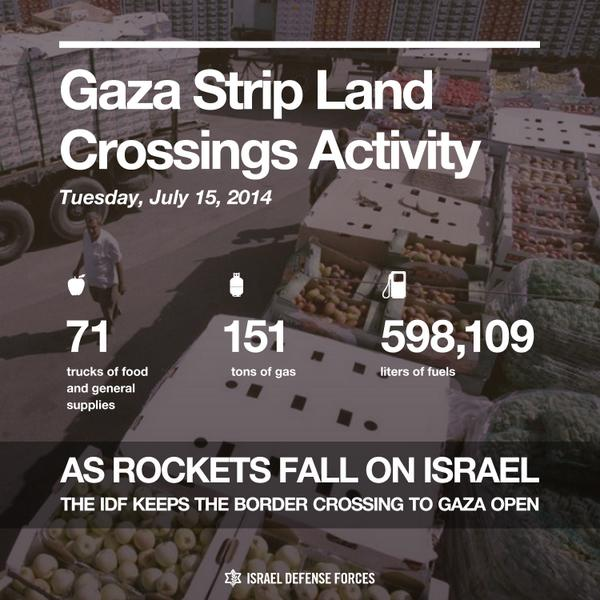 Gaza Strip Land
Crossings Activity
Tuesday, July 15, 2014
71
trucks of food
and general
supplies
151
tons of gas
598,109
liters of fuels
AS ROCKETS FALL ON ISRAEL
THE IDF KEEPS THE BORDER CROSSING TO GAZA OPEN
ISRAEL DEFENSE FORCES